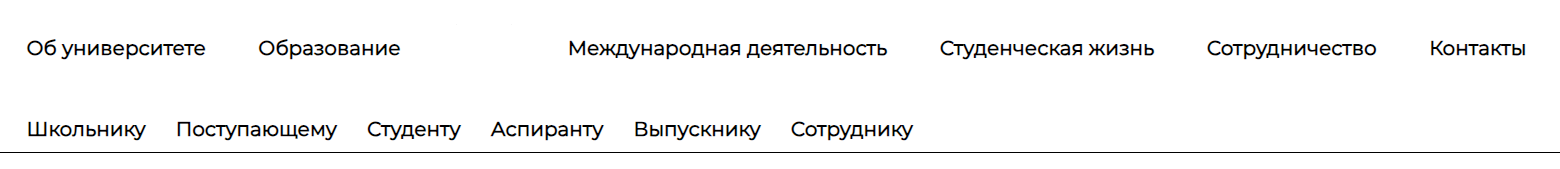 Об университете Образование Международная деятельность Студенческая жизнь Сотрудничество Контакты
Школьнику Поступающему Студенту Аспиранту Выпускнику Сотруднику